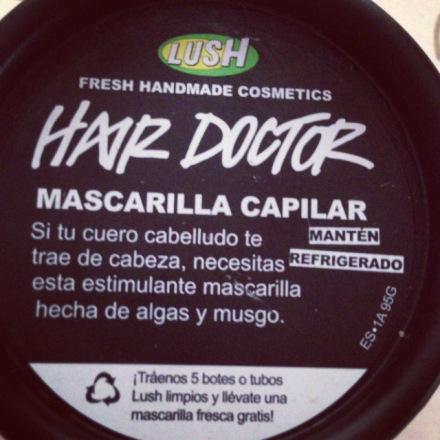 LUSH
FRESH HANDMADE COSMETICS
HAIR DOCTOR
MASCARILLA CAPILAR
Si tu cuero cabelludo te
trae de cabeza, necesitas
esta estimulante mascarilla
hecha de algas y musgo.
MANTÉN
REFRIGERADO
ES•1A 95G
¡Tráenos 5 botes o tubos
Lush limpios y llévate una
mascarilla fresca gratis!